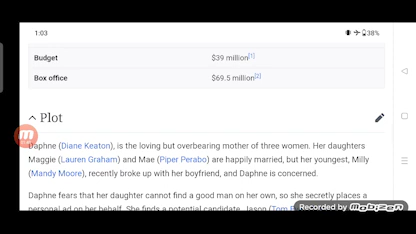 1:03
38%
Budget $39 million[1]
Box office $69.5 million[2]
Plot
Daphne (Diane Keaton), is the loving but overbearing mother of three women. Her daughters
Maggie (Lauren Graham) and Mae (Piper Perabo) are happily married, but her youngest, Milly
(Mandy Moore), recently broke up with her boyfriend, and Daphne is concerned.
Daphne fears that her daughter cannot find a good man on her own, so she secretly places a
personal ad on her behalf. She finds a potential candidate, Jason (Tom
Recorded by Mobizen